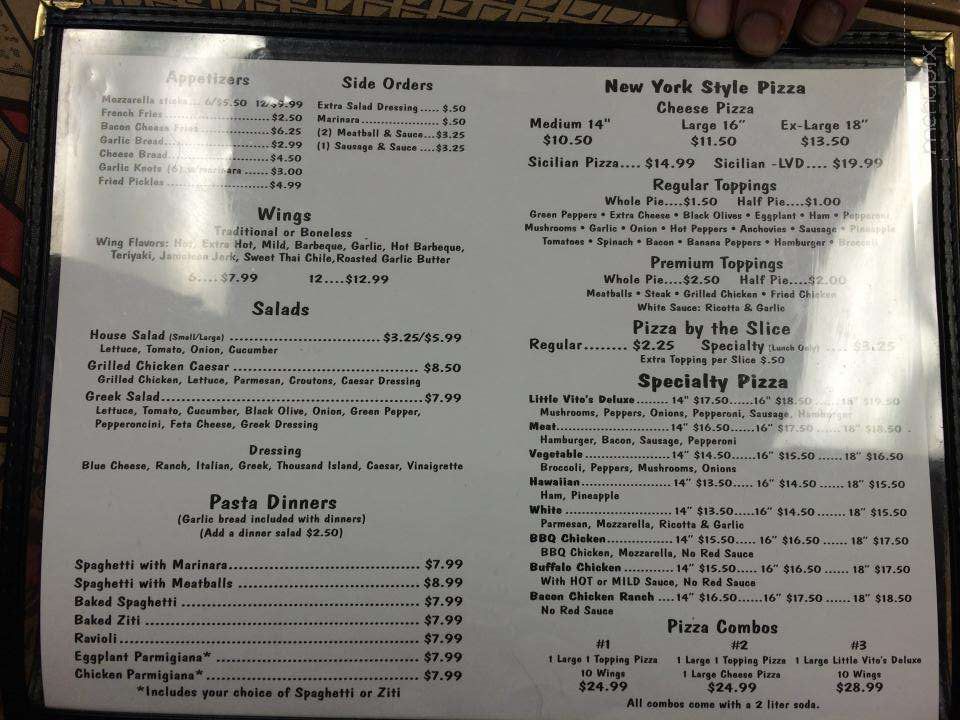 Appetizers
Mozzarella sticks... 6/$5.50 12/$9.99
French Fries ........................ $2.50
Bacon Cheese Fries ............... $6.25
Garlic Bread ........................ $2.99
Cheese Bread ........................ $4.50
Garlic Knots (6) w/marinara ...... $3.00
Fried Pickles ........................ $4.99
Side Orders
Extra Salad Dressing ..... $.50
Marinara .................... $.50
(2) Meatball & Sauce...$3.25
(1) Sausage & Sauce ....$3.25
Wings
Traditional or Boneless
Wing Flavors: Hot, Extra Hot, Mild, Barbeque, Garlic, Hot Barbeque,
Teriyaki, Jamaican Jerk, Sweet Thai Chile,Roasted Garlic Butter
6....$7.99 12....$12.99
Salads
House Salad (Small/Large) .............................. $3.25/$5.99
Lettuce, Tomato, Onion, Cucumber
Grilled Chicken Caesar .................................... $8.50
Grilled Chicken, Lettuce, Parmesan, Croutons, Caesar Dressing
Greek Salad.................................................. $7.99
Lettuce, Tomato, Cucumber, Black Olive, Onion, Green Pepper,
Pepperoncini, Feta Cheese, Greek Dressing
Dressing
Blue Cheese, Ranch, Italian, Greek, Thousand Island, Caesar, Vinaigrette
Pasta Dinners
(Garlic bread included with dinners)
(Add a dinner salad $2.50)
Spaghetti with Marinara.................................... $7.99
Spaghetti with Meatballs .................................. $8.99
Baked Spaghetti ............................................ $7.99
Baked Ziti .................................................. $7.99
Ravioli ...................................................... $7.99
Eggplant Parmigiana* ...................................... $7.99
Chicken Parmigiana* ....................................... $7.99
*Includes your choice of Spaghetti or Ziti
New York Style Pizza
Cheese Pizza
Medium 14" Large 16" Ex-Large 18"
$10.50 $11.50 $13.50
Sicilian Pizza.... $14.99 Sicilian -LVD.... $19.99
Regular Toppings
Whole Pie....$1.50 Half Pie....$1.00
Green Peppers • Extra Cheese • Black Olives • Eggplant • Ham • Pepperoni
Mushrooms • Garlic • Onion • Hot Peppers • Anchovies • Sausage • Pineapple
Tomatoes • Spinach • Bacon • Banana Peppers • Hamburger • Broccoli
Premium Toppings
Whole Pie....$2.50 Half Pie....$2.00
Meatballs • Steak • Grilled Chicken • Fried Chicken
White Sauce: Ricotta & Garlic
Pizza by the Slice
Regular........ $2.25 Specialty (Lunch Only) .... $3.25
Extra Topping per Slice $.50
Specialty Pizza
Little Vito's Deluxe ........ 14" $17.50......16" $18.50 ...... 18" $19.50
Mushrooms, Peppers, Onions, Pepperoni, Sausage, Hamburger
Meat............................ 14" $16.50......16" $17.50 ...... 18" $18.50
Hamburger, Bacon, Sausage, Pepperoni
Vegetable ..................... 14" $14.50......16" $15.50 ...... 18" $16.50
Broccoli, Peppers, Mushrooms, Onions
Hawaiian ...................... 14" $13.50..... 16" $14.50 ...... 18" $15.50
Ham, Pineapple
White .......................... 14" $13.50.....16" $14.50 ...... 18" $15.50
Parmesan, Mozzarella, Ricotta & Garlic
BBQ Chicken................. 14" $15.50..... 16" $16.50 ...... 18" $17.50
BBQ Chicken, Mozzarella, No Red Sauce
Buffalo Chicken ............. 14" $15.50..... 16" $16.50 ...... 18" $17.50
With HOT or MILD Sauce, No Red Sauce
Bacon Chicken Ranch .... 14" $16.50......16" $17.50 ...... 18" $18.50
No Red Sauce
Pizza Combos
#1 #2 #3
1 Large 1 Topping Pizza 1 Large 1 Topping Pizza 1 Large Little Vito's Deluxe
10 Wings 1 Large Cheese Pizza 10 Wings
$24.99 $24.99 $28.99
All combos come with a 2 liter soda.
menupix